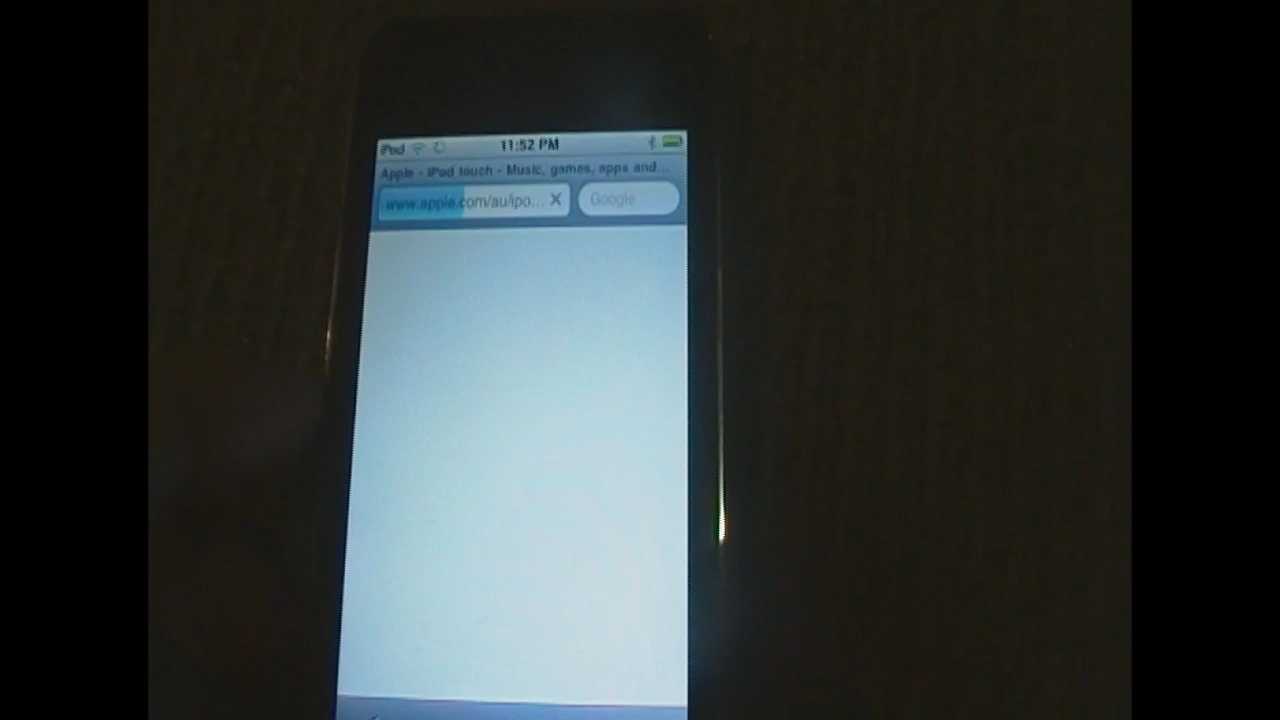 iPod 11:52 PM
Apple - iPod touch - Music, games, apps and...
www.apple.com/au/ipo... Google